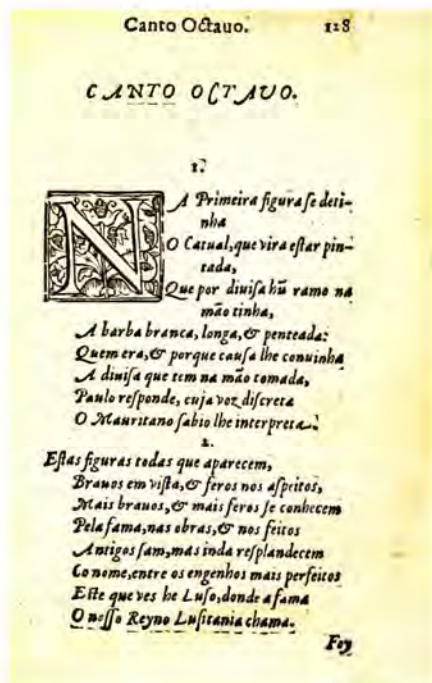 Canto Octauo. 128
CANTO OCTAVO.
1.
NA Primeira figura ſe deti-
nha
O Catual, que vira eſtar pin-
tada,
Que por diuiſa hũ ramo na
mão tinha,
A barba branca, longa, & penteada:
Quem era, & porque cauſa lhe conuinha
A diuiſa que tem na mão tomada,
Paulo reſponde, cuja voz diſcreta
O Mauritano ſabio lhe interpreta.
2.
Eſtas figuras todas que aparecem,
Brauos em viſta, & feros nos aſpeitos,
Mais brauos, & mais feros ſe conhecem
Pela fama, nas obras, & nos feitos
Antigos ſam, mas inda reſplandecem
Co nome, entre os engenhos mais perfeitos
Eſte que ves he Luſo, donde a fama
O noſſo Reyno Luſitania chama.
Foy